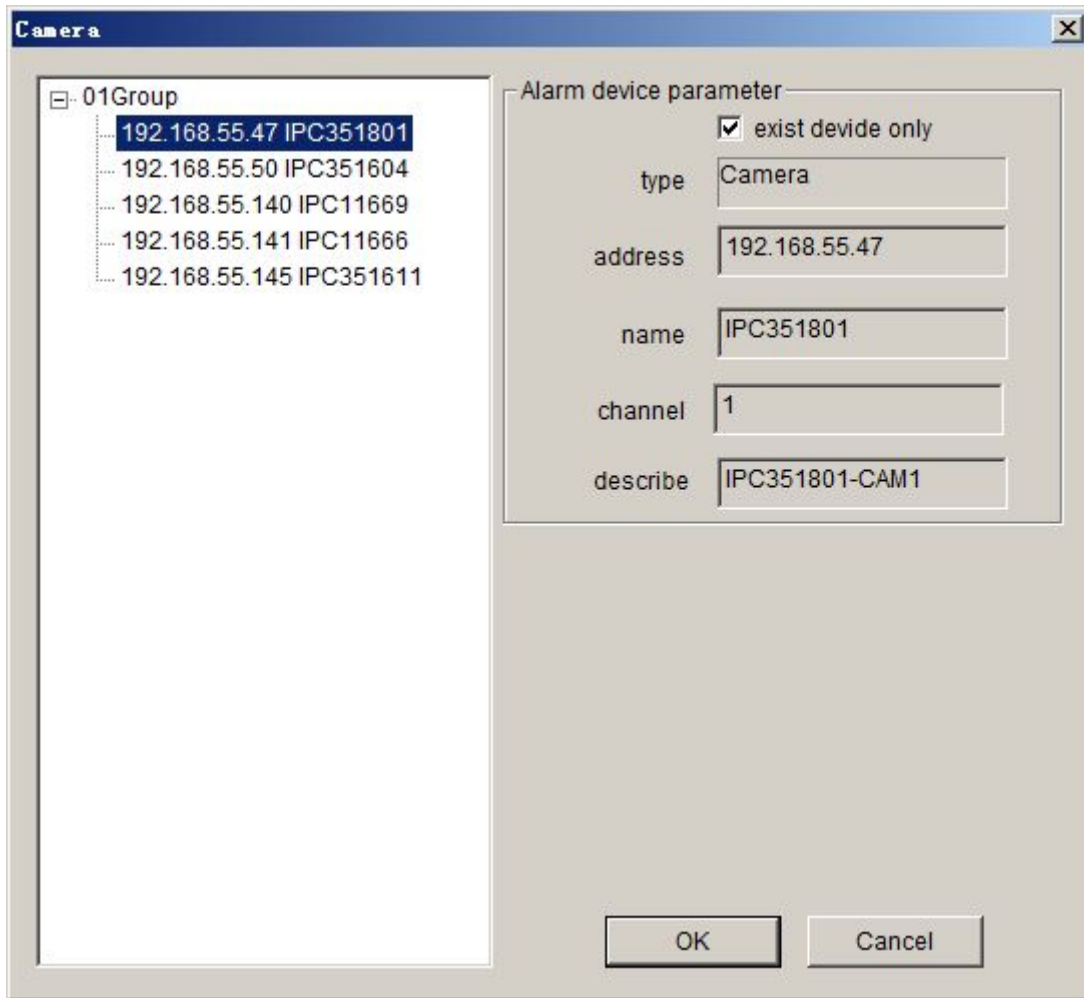 Camera
01Group
192.168.55.47 IPC351801
192.168.55.50 IPC351604
192.168.55.140 IPC11669
192.168.55.141 IPC11666
192.168.55.145 IPC351611
Alarm device parameter
exist devide only
type Camera
address 192.168.55.47
name IPC351801
channel 1
describe IPC351801-CAM1
OK Cancel